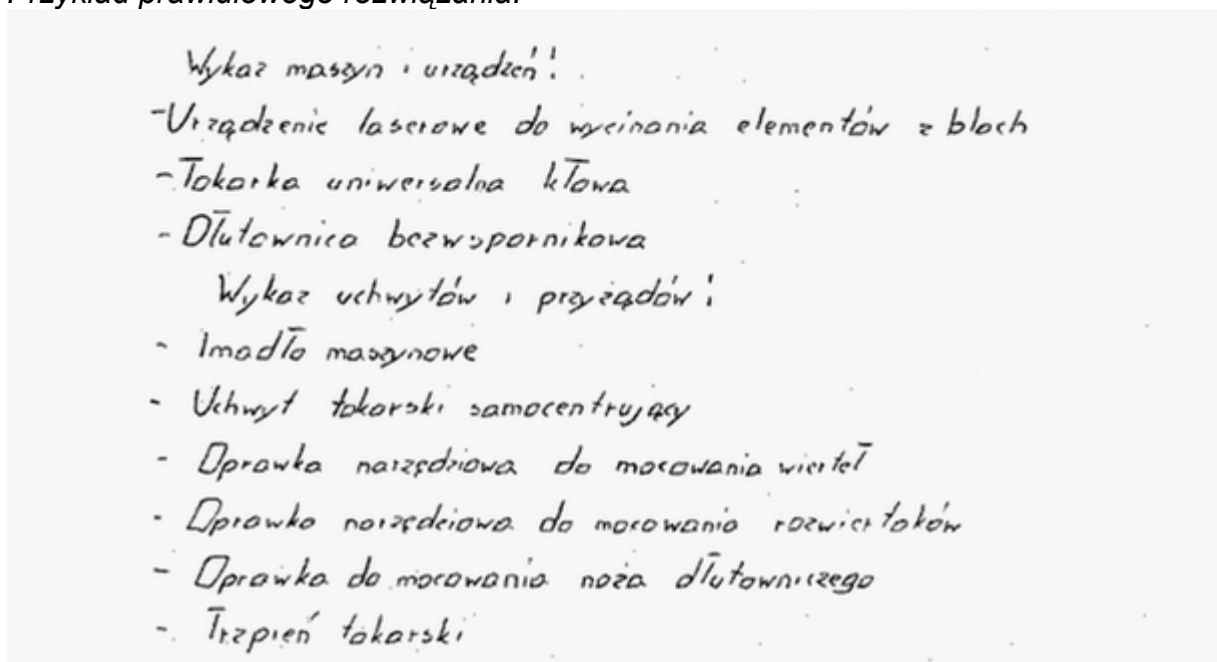 Przykład prawidłowego rozwiązania:
Wykaz maszyn i urządzeń:
-Urządzenie laserowe do wycinania elementów z blach
-Tokarka uniwersalna kłowa
-Dłutownica bezwspornikowa
Wykaz uchwytów i przyrządów:
- Imadło maszynowe
- Uchwyt tokarski samocentrujący
- Oprawka narzędziowa do mocowania wierteł
- Oprawka narzędziowa do mocowania rozwiertaków
- Oprawka do mocowania noża dłutowniczego
- Trzpień tokarski